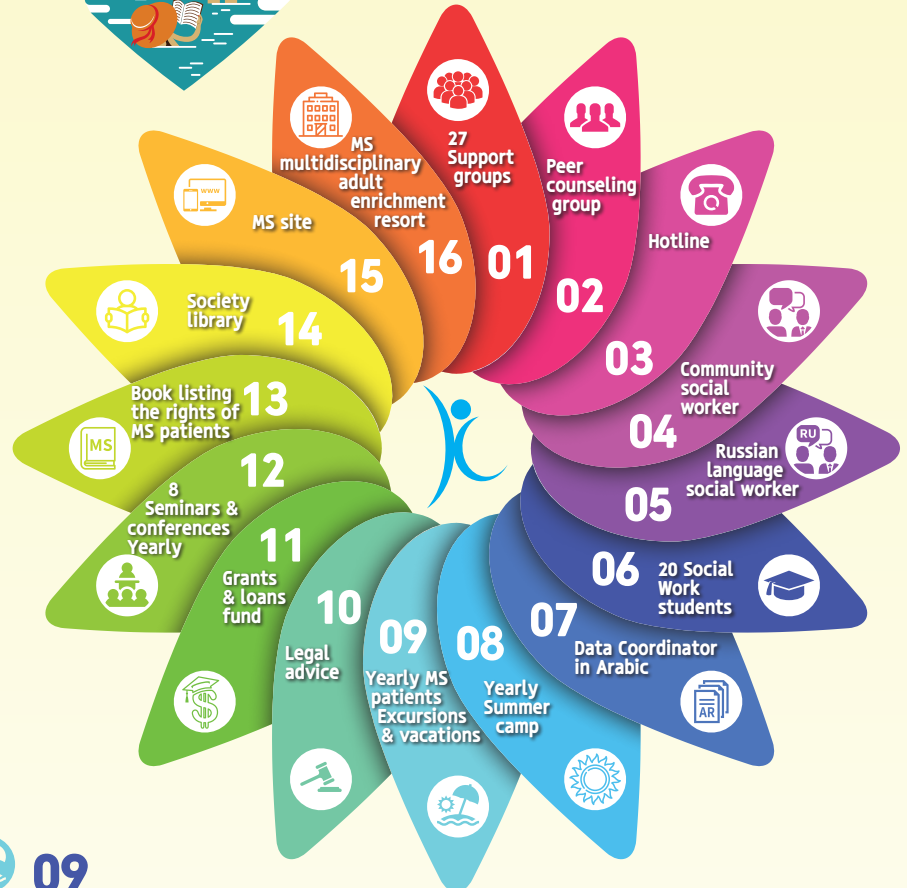 27
Support
groups
01
Peer
counseling
group
02
Hotline
03
Community
social
worker
04
RU
Russian
language
social worker
05
06
20 Social
Work
students
07
Data Coordinator
in Arabic
AR
08
Yearly
Summer
camp
09
Yearly MS
patients
Excursions
& vacations
10
Legal
advice
11
Grants
& loans
fund
12
8
Seminars &
conferences
Yearly
13
Book listing
the rights of
MS patients
MS
14
Society
library
15
www
MS site
16
MS
multidisciplinary
adult
enrichment
resort
09